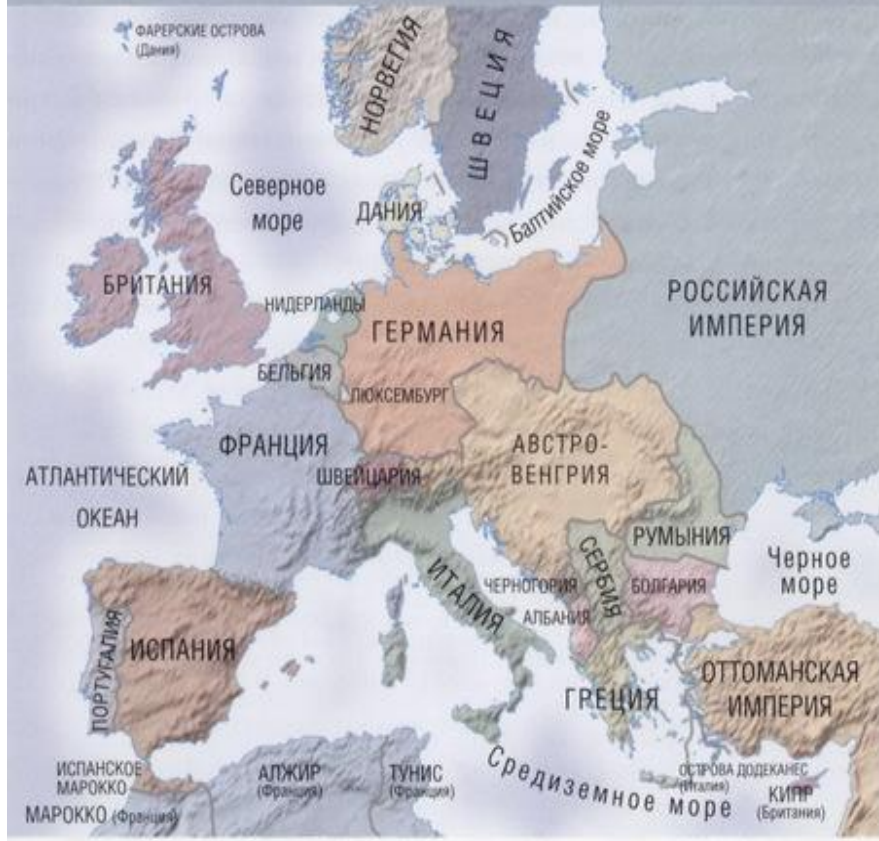 ФАРЕРСКИЕ ОСТРОВА
(Дания)
НОРВЕГИЯ
ШВЕЦИЯ
Северное
море
Балтийское море
ДАНИЯ
БРИТАНИЯ
НИДЕРЛАНДЫ
ГЕРМАНИЯ
РОССИЙСКАЯ
ИМПЕРИЯ
БЕЛЬГИЯ
ЛЮКСЕМБУРГ
ФРАНЦИЯ
АВСТРО-
ВЕНГРИЯ
ШВЕЙЦАРИЯ
АТЛАНТИЧЕСКИЙ
ОКЕАН
РУМЫНИЯ
Черное
море
СЕРБИЯ
ИТАЛИЯ
ЧЕРНОГОРИЯ
БОЛГАРИЯ
АЛБАНИЯ
ПОРТУГАЛИЯ
ИСПАНИЯ
ГРЕЦИЯ
ОТТОМАНСКАЯ
ИМПЕРИЯ
ИСПАНСКОЕ
МАРОККО
АЛЖИР
(Франция)
ТУНИС
(Франция)
Средиземное море
ОСТРОВА ДОДЕКАНЕС
(Италия)
КИПР
(Британия)
МАРОККО (Франция)